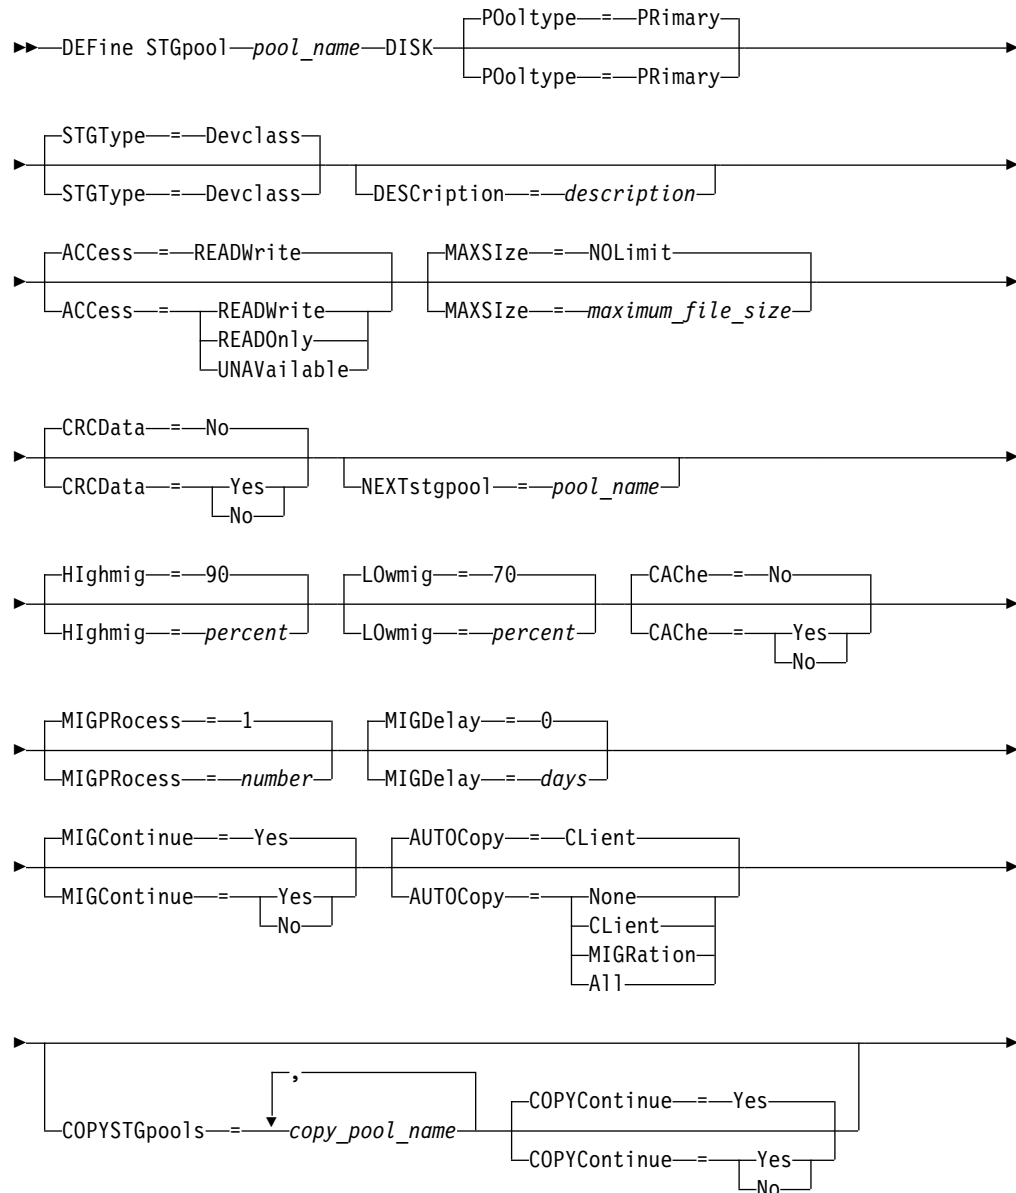 POoltype = PRimary
DEFine STGpool pool_name DISK
POoltype = PRimary
STGType = Devclass
STGType = Devclass
DESCription = description
ACCess = READWrite
ACCess = READWrite
READOnly
UNAVailable
MAXSIze = NOLimit
MAXSIze = maximum_file_size
CRCData = No
CRCData = Yes
No
NEXTstgpool = pool_name
HIghmig = 90
HIghmig = percent
LOwmig = 70
LOwmig = percent
CAChe = No
CAChe = Yes
No
MIGPRocess = 1
MIGPRocess = number
MIGDelay = 0
MIGDelay = days
MIGContinue = Yes
MIGContinue = Yes
No
AUTOCopy = CLient
AUTOCopy = None
CLient
MIGRation
All
,
COPYSTGpools = copy_pool_name
COPYContinue = Yes
COPYContinue = Yes
No